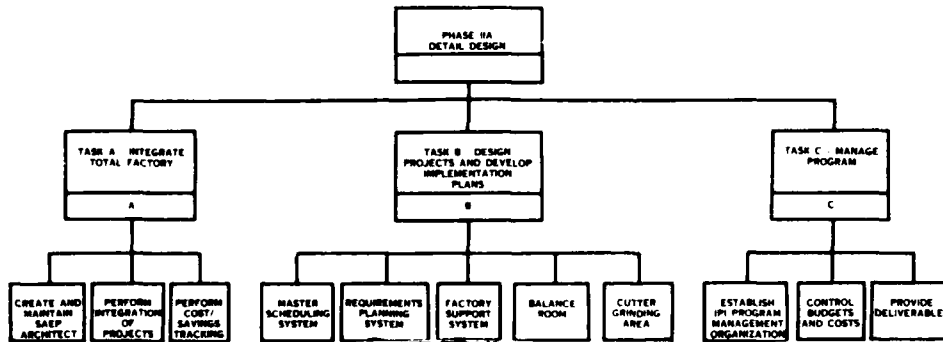 PHASE IIA
DETAIL DESIGN
TASK A INTEGRATE
TOTAL FACTORY
A
TASK B DESIGN
PROJECTS AND DEVELOP
IMPLEMENTATION
PLANS
B
TASK C - MANAGE
PROGRAM
C
CREATE AND
MAINTAIN
SAEP
ARCHITECT
PERFORM
INTEGRATION
OF
PROJECTS
PERFORM
COST/
SAVINGS
TRACKING
MASTER
SCHEDULING
SYSTEM
REQUIREMENTS
PLANNING
SYSTEM
FACTORY
SUPPORT
SYSTEM
BALANCE
ROOM
CUTTER
GRINDING
AREA
ESTABLISH
IPI PROGRAM
MANAGEMENT
ORGANIZATION
CONTROL
BUDGETS
AND COSTS
PROVIDE
DELIVERABLE